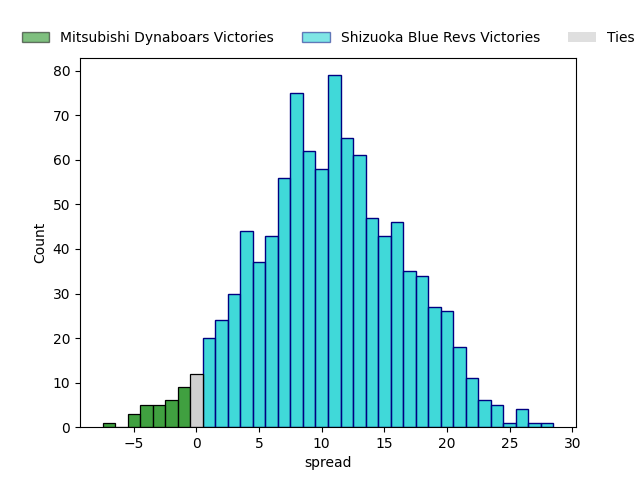 Mitsubishi Dynaboars Victories Shizuoka Blue Revs Victories Ties
80
70
60
50
40
30
20
10
0
Count
−5 0 5 10 15 20 25 30
spread